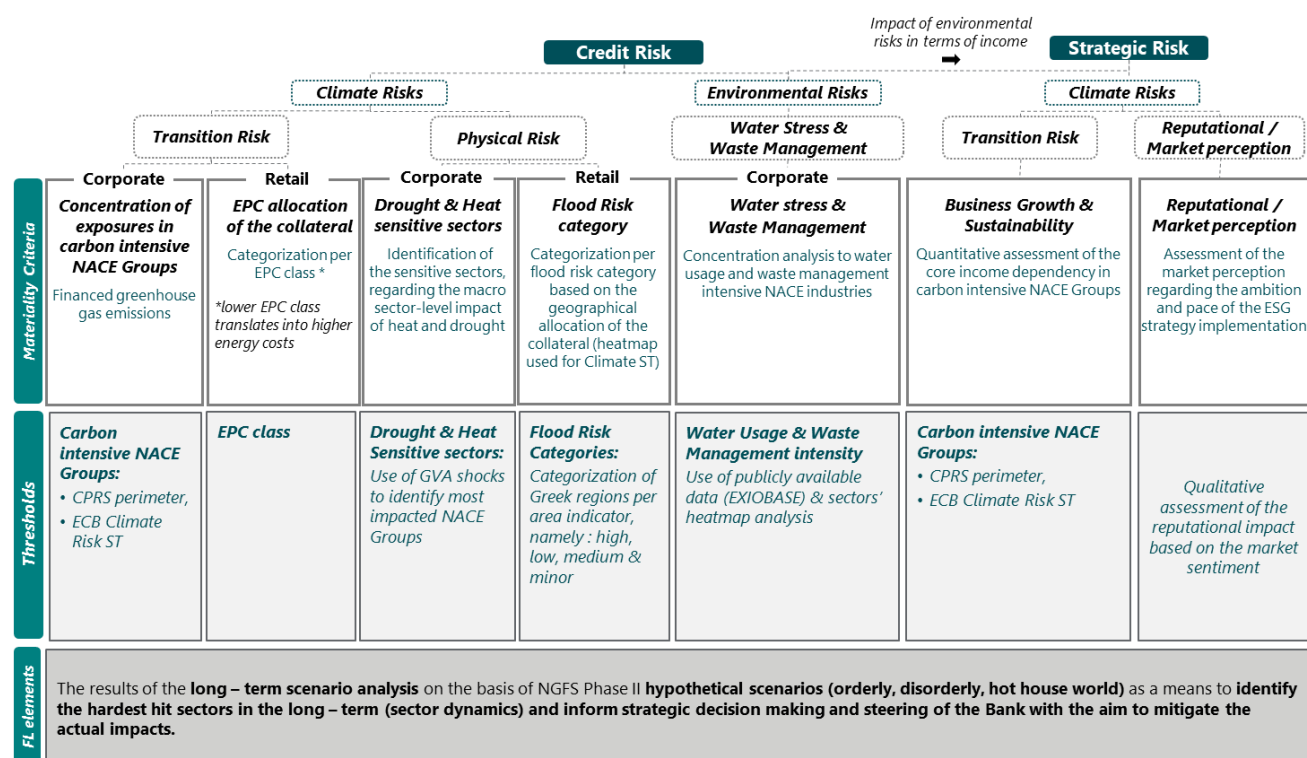 Impact of environmental
risks in terms of income
Credit Risk
Strategic Risk
Climate Risks
Environmental Risks
Climate Risks
Transition Risk
Physical Risk
Water Stress &
Waste Management
Transition Risk
Reputational /
Market perception
Materiality Criteria
Corporate
Concentration of
exposures in
carbon intensive
NACE Groups
Financed greenhouse
gas emissions
Retail
EPC allocation
of the collateral
Categorization per
EPC class *
*lower EPC class
translates into higher
energy costs
Corporate
Drought & Heat
sensitive sectors
Identification of
the sensitive sectors,
regarding the macro
sector-level impact
of heat and drought
Retail
Flood Risk
category
Categorization per
flood risk category
based on the
geographical
allocation of the
collateral (heatmap
used for Climate ST)
Corporate
Water stress &
Waste Management
Concentration analysis to water
usage and waste management
intensive NACE industries
Business Growth &
Sustainability
Quantitative assessment of the
core income dependency in
carbon intensive NACE Groups
Reputational /
Market perception
Assessment of the
market perception
regarding the ambition
and pace of the ESG
strategy implementation
Thresholds
Carbon
intensive NACE
Groups:
• CPRS perimeter,
• ECB Climate
Risk ST
EPC class
Drought & Heat
Sensitive sectors:
Use of GVA shocks
to identify most
impacted NACE
Groups
Flood Risk
Categories:
Categorization of
Greek regions per
area indicator,
namely : high,
low, medium &
minor
Water Usage & Waste
Management intensity
Use of publicly available
data (EXIOBASE) & sectors'
heatmap analysis
Carbon intensive NACE
Groups:
• CPRS perimeter,
• ECB Climate Risk ST
Qualitative
assessment of the
reputational impact
based on the market
sentiment
FL elements
The results of the long – term scenario analysis on the basis of NGFS Phase II hypothetical scenarios (orderly, disorderly, hot house world) as a means to identify
the hardest hit sectors in the long – term (sector dynamics) and inform strategic decision making and steering of the Bank with the aim to mitigate the
actual impacts.